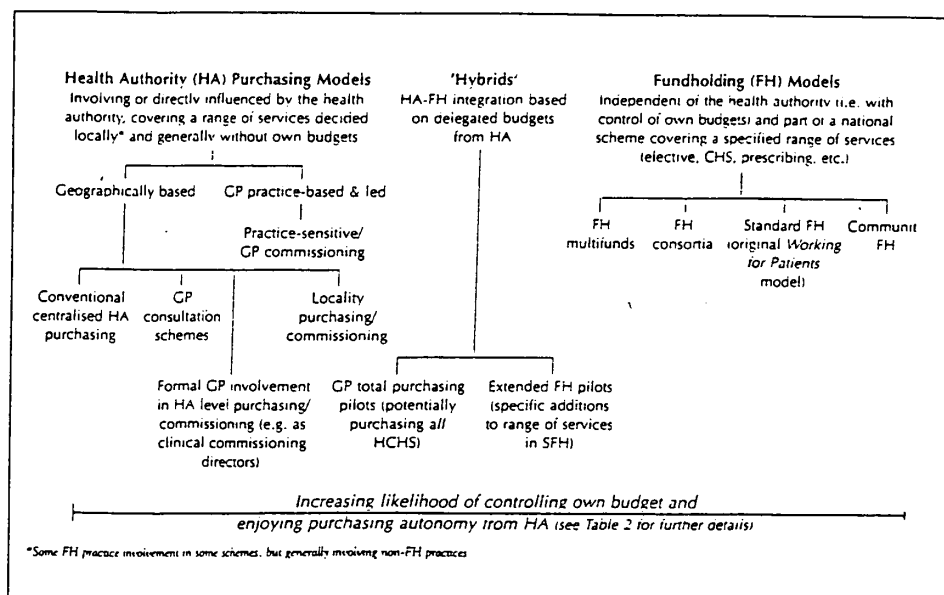 Health Authority (HA) Purchasing Models
Involving or directly influenced by the health
authority, covering a range of services decided
locally* and generally without own budgets
'Hybrids'
HA-FH integration based
on delegated budgets
from HA
Fundholding (FH) Models
Independent of the health authority (i.e. with
control of own budgets) and part of a national
scheme covering a specified range of services
(elective, CHS, prescribing, etc.)
Geographically based
GP practice-based & led
Practice-sensitive/
GP commissioning
FH
multifunds
FH
consortia
Standard FH
(original Working
for Patients
model)
Communit
FH
Conventional
centralised HA
purchasing
GP
consultation
schemes
Locality
purchasing/
commissioning
Formal GP involvement
in HA level purchasing/
commissioning (e.g. as
clinical commissioning
directors)
GP total purchasing
pilots (potentially
purchasing all
HCHS)
Extended FH pilots
(specific additions
to range of services
in SFH)
Increasing likelihood of controlling own budget and
enjoying purchasing autonomy from HA (see Table 2 for further details)
*Some FH practice involvement in some schemes, but generally involving non-FH practices